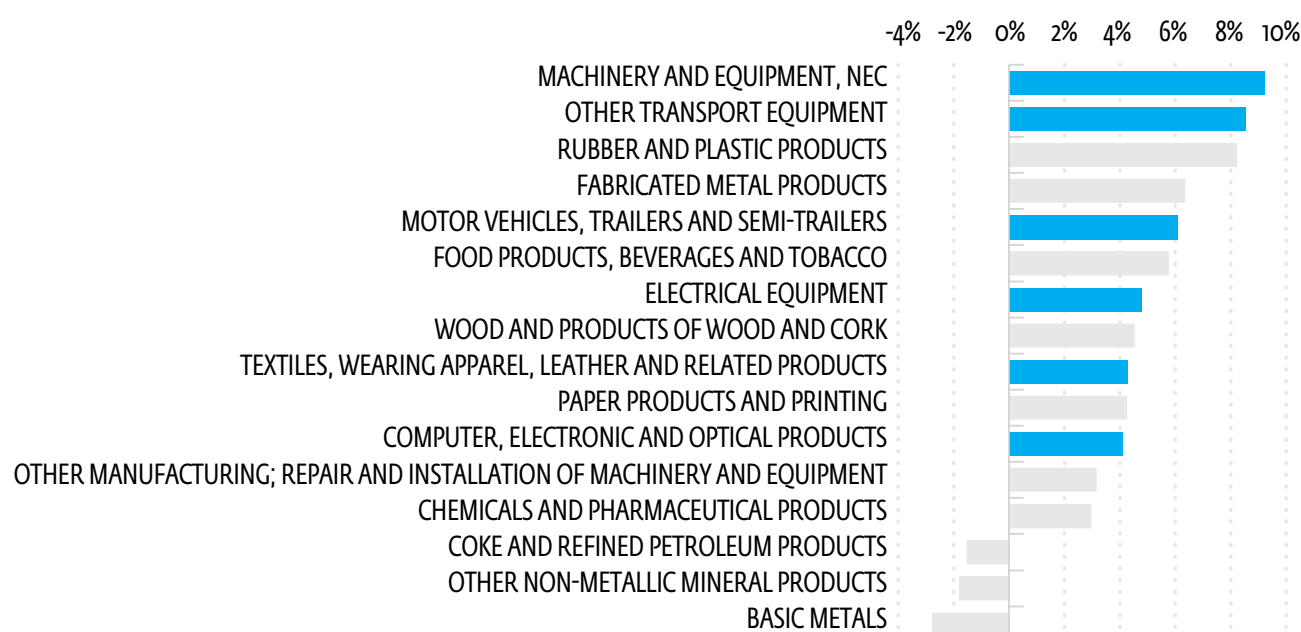 -4% -2% 0% 2% 4% 6% 8% 10%
MACHINERY AND EQUIPMENT, NEC
OTHER TRANSPORT EQUIPMENT
RUBBER AND PLASTIC PRODUCTS
FABRICATED METAL PRODUCTS
MOTOR VEHICLES, TRAILERS AND SEMI-TRAILERS
FOOD PRODUCTS, BEVERAGES AND TOBACCO
ELECTRICAL EQUIPMENT
WOOD AND PRODUCTS OF WOOD AND CORK
TEXTILES, WEARING APPAREL, LEATHER AND RELATED PRODUCTS
PAPER PRODUCTS AND PRINTING
COMPUTER, ELECTRONIC AND OPTICAL PRODUCTS
OTHER MANUFACTURING; REPAIR AND INSTALLATION OF MACHINERY AND EQUIPMENT
CHEMICALS AND PHARMACEUTICAL PRODUCTS
COKE AND REFINED PETROLEUM PRODUCTS
OTHER NON-METALLIC MINERAL PRODUCTS
BASIC METALS